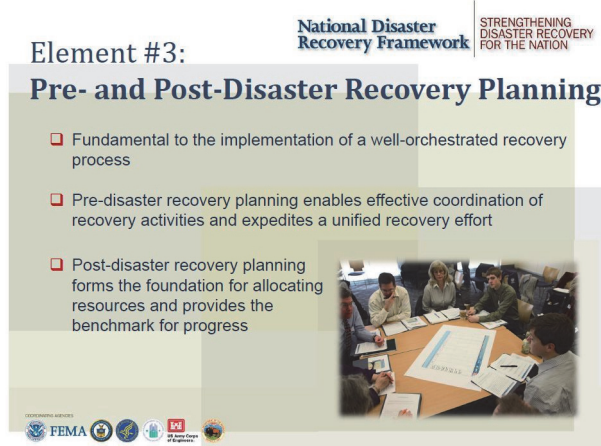 National Disaster
Recovery Framework
STRENGTHENING
DISASTER RECOVERY
FOR THE NATION
Element #3:
Pre- and Post-Disaster Recovery Planning
Fundamental to the implementation of a well-orchestrated recovery
process
Pre-disaster recovery planning enables effective coordination of
recovery activities and expedites a unified recovery effort
Post-disaster recovery planning
forms the foundation for allocating
resources and provides the
benchmark for progress
COORDINATING AGENCIES
FEMA
US Army Corps
of Engineers